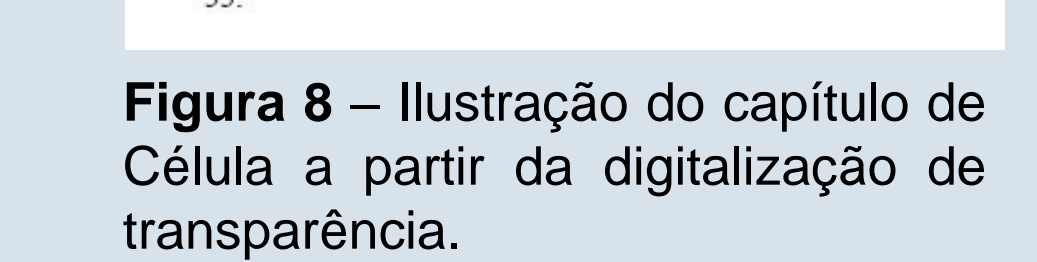 Figura 8 – Ilustração do capítulo de
Célula a partir da digitalização de
transparência.